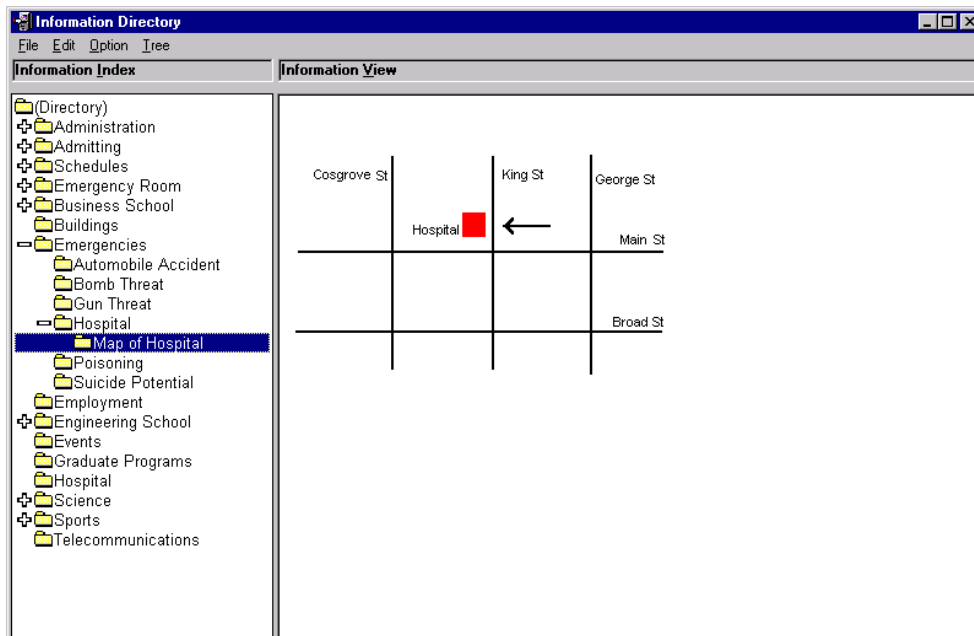 Information Directory
File Edit Option Tree
Information Index
Information View
(Directory)
Administration
Admitting
Schedules
Emergency Room
Business School
Buildings
Emergencies
Automobile Accident
Bomb Threat
Gun Threat
Hospital
Map of Hospital
Poisoning
Suicide Potential
Employment
Engineering School
Events
Graduate Programs
Hospital
Science
Sports
Telecommunications
Cosgrove St
King St
George St
Hospital
Main St
Broad St